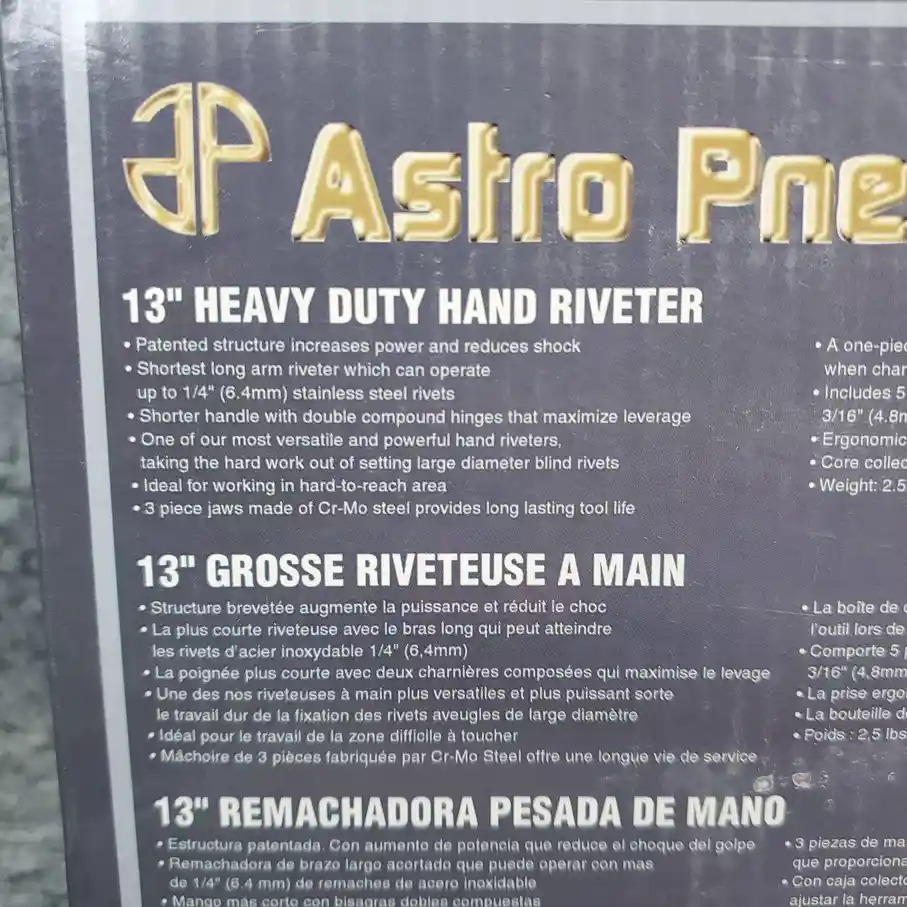 AP Astro Pne
13" HEAVY DUTY HAND RIVETER
• Patented structure increases power and reduces shock
• Shortest long arm riveter which can operate
up to 1/4" (6.4mm) stainless steel rivets
• Shorter handle with double compound hinges that maximize leverage
• One of our most versatile and powerful hand riveters,
taking the hard work out of setting large diameter blind rivets
• Ideal for working in hard-to-reach area
• 3 piece jaws made of Cr-Mo steel provides long lasting tool life
• A one-piec
when char
• Includes 5
3/16" (4.8m
• Ergonomic
• Core collec
• Weight: 2.5
13" GROSSE RIVETEUSE A MAIN
• Structure brevetée augmente la puissance et réduit le choc
• La plus courte riveteuse avec le bras long qui peut atteindre
les rivets d'acier inoxydable 1/4" (6,4mm)
• La poignée plus courte avec deux charnières composées qui maximise le levage
• Une des nos riveteuses à main plus versatiles et plus puissant sorte
le travail dur de la fixation des rivets aveugles de large diamètre
• Idéal pour le travail de la zone difficile à toucher
• Mâchoire de 3 pièces fabriquée par Cr-Mo Steel offre une longue vie de service
• La boîte de
l'outil lors de
• Comporte 5
3/16" (4,8mm
• La prise ergo
• La bouteille d
• Poids : 2,5 lbs
13" REMACHADORA PESADA DE MANO
• Estructura patentada. Con aumento de potencia que reduce el choque del golpe
• Remachadora de brazo largo acortado que puede operar con mas
de 1/4" (6.4 mm) de remaches de acero inoxidable
• Mango más corto con bisagras dobles compuestas
• 3 piezas de ma
que proporciona
• Con caja colecto
ajustar la herram